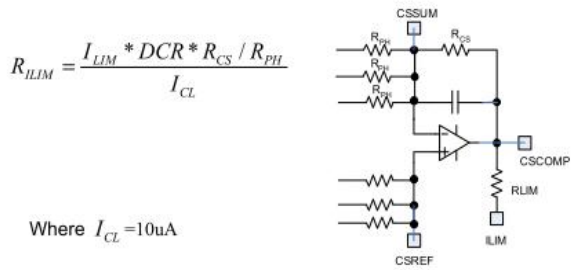 CSSUM
R_PH
R_CS
R_PH
R_PH
R_ILIM = I_LIM * DCR * R_CS / R_PH
I_CL
CSCOMP
RLIM
ILIM
CSREF
Where I_CL =10uA